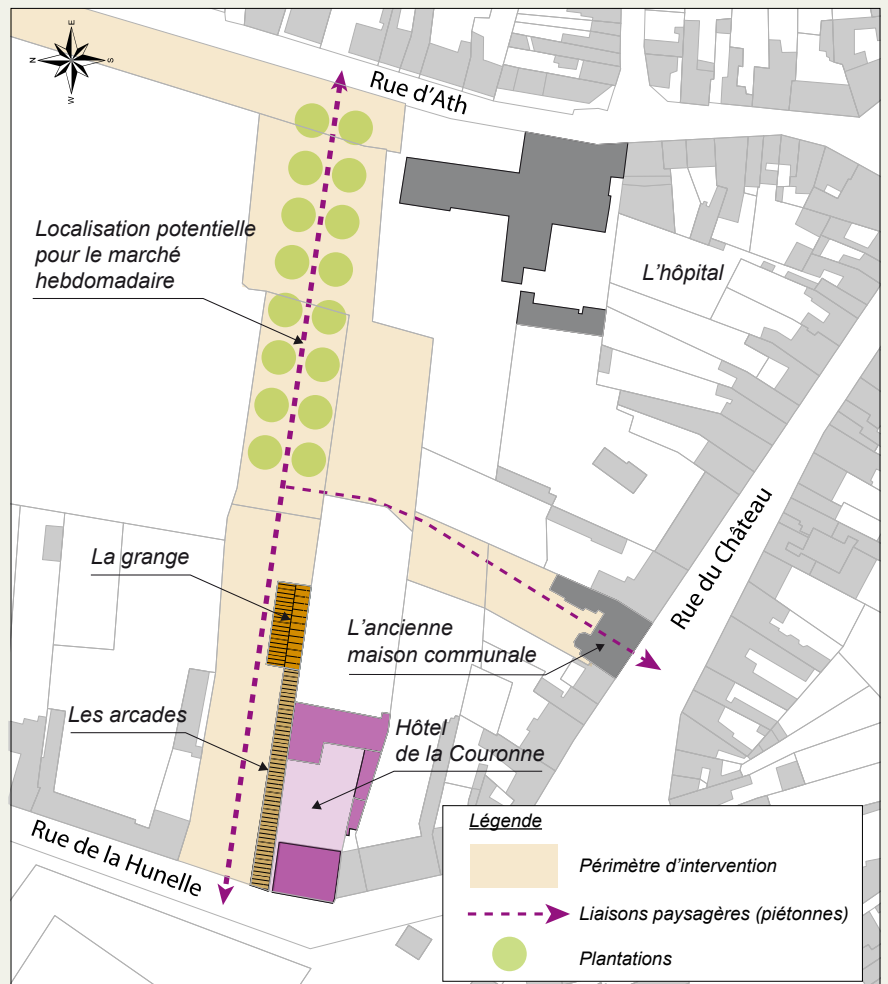 E
N
S
W
Rue d'Ath
Localisation potentielle
pour le marché
hebdomadaire
L'hôpital
La grange
Rue du Château
L'ancienne
maison communale
Les arcades
Hôtel
de la Couronne
Rue de la Hunelle
Légende
Périmètre d'intervention
Liaisons paysagères (piétonnes)
Plantations